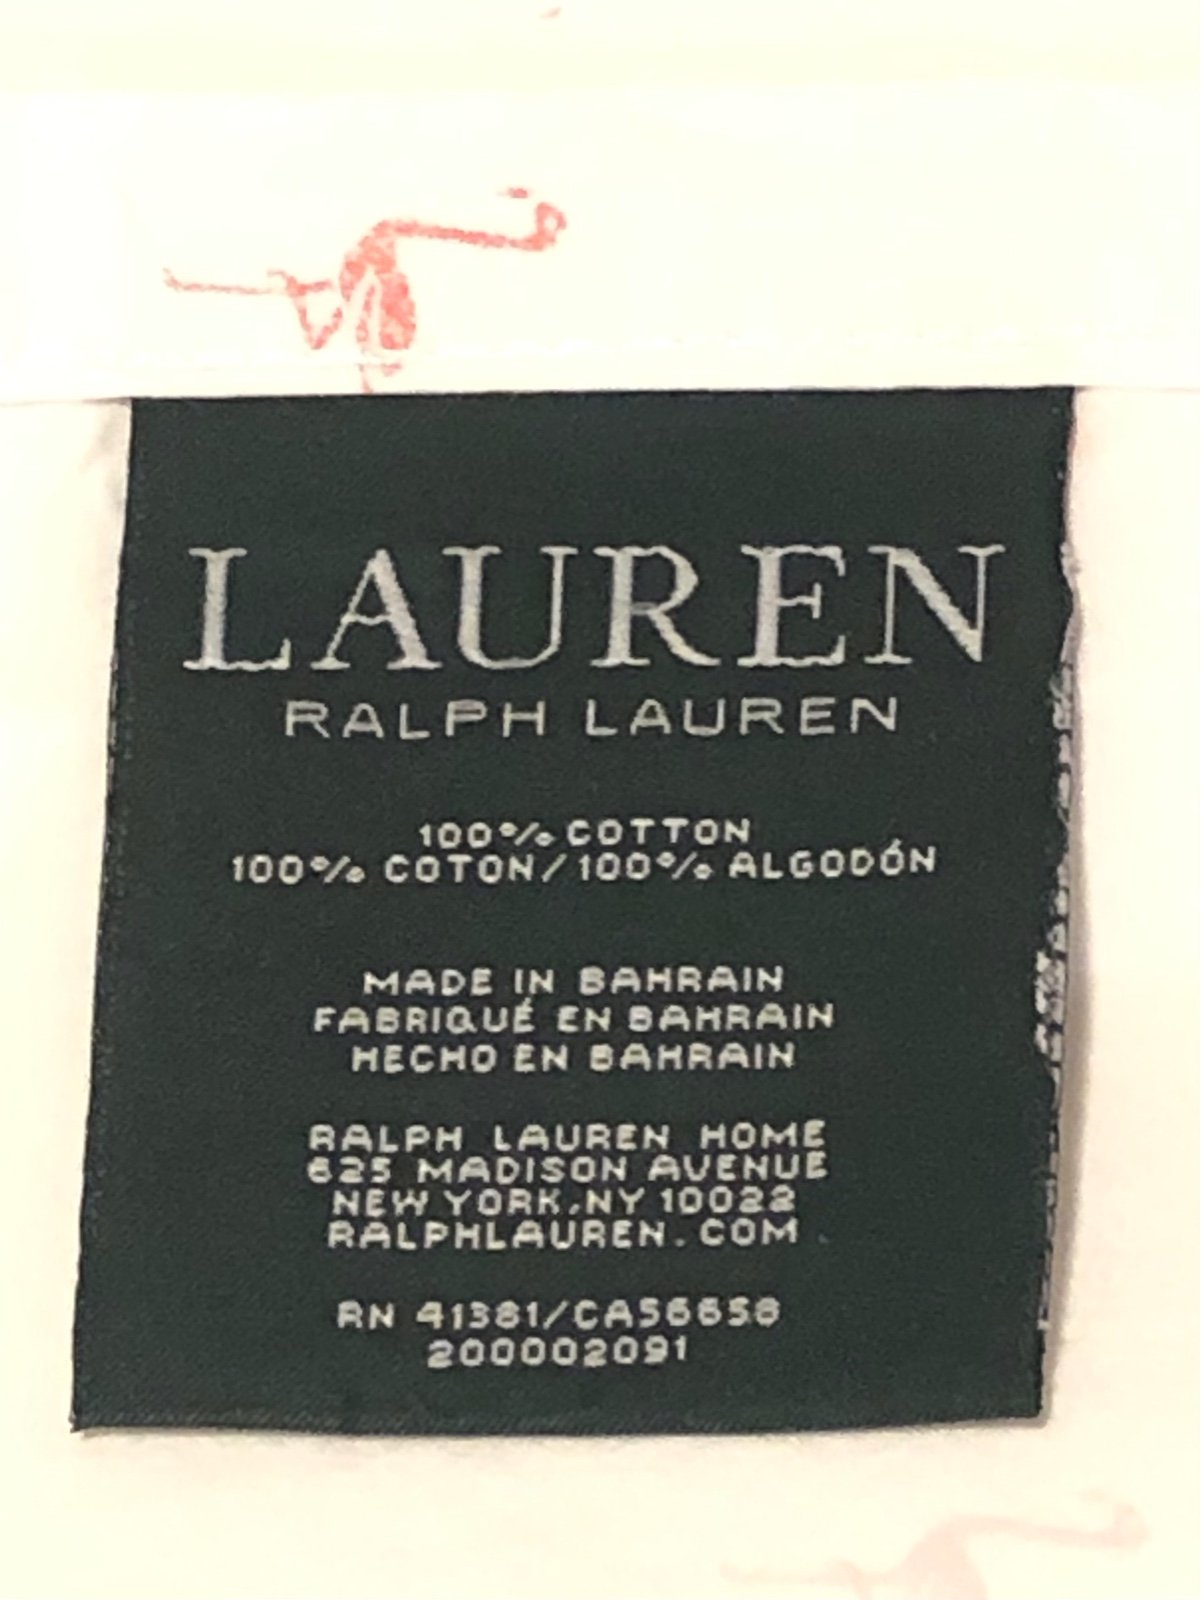 LAUREN
RALPH LAUREN
100% COTTON
100% COTON/100% ALGODÓN
MADE IN BAHRAIN
FABRIQUÉ EN BAHRAIN
HECHO EN BAHRAIN
RALPH LAUREN HOME
625 MADISON AVENUE
NEW YORK, NY 10022
RALPHLAUREN.COM
RN 41381/CA56658
200002091